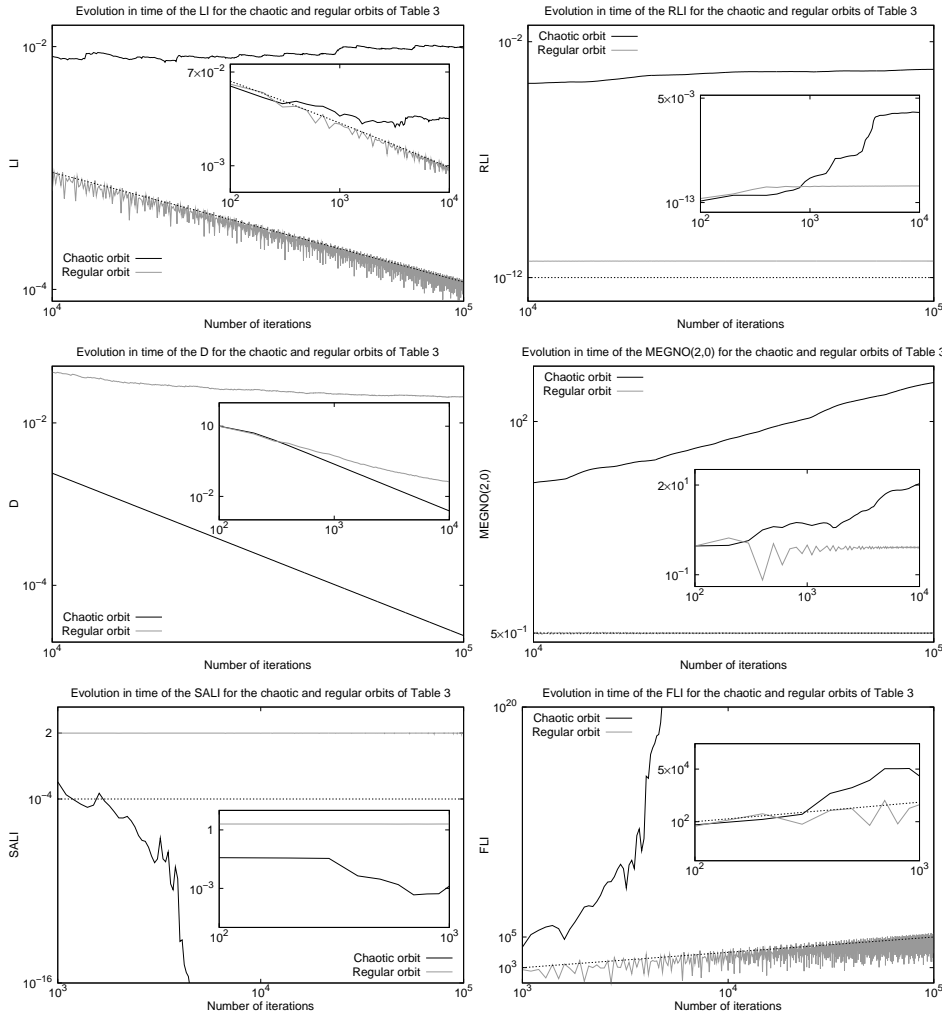 Evolution in time of the LI for the chaotic and regular orbits of Table 3
10^-2
7×10^-2
10^-3
10^2
10^3
10^4
LI
Chaotic orbit
Regular orbit
10^-4
10^4
10^5
Number of iterations
Evolution in time of the RLI for the chaotic and regular orbits of Table 3
10^-2
Chaotic orbit
Regular orbit
5×10^-3
10^-13
10^2
10^3
10^4
RLI
10^-12
10^4
10^5
Number of iterations
Evolution in time of the D for the chaotic and regular orbits of Table 3
10^-2
10
10^-2
10^2
10^3
10^4
D
10^-4
Chaotic orbit
Regular orbit
10^4
10^5
Number of iterations
Evolution in time of the MEGNO(2,0) for the chaotic and regular orbits of Table 3
Chaotic orbit
Regular orbit
10^2
2×10^1
10^-1
10^2
10^3
10^4
MEGNO(2,0)
5×10^-1
10^4
10^5
Number of iterations
Evolution in time of the SALI for the chaotic and regular orbits of Table 3
2
10^-4
1
10^-3
10^2
10^3
SALI
Chaotic orbit
Regular orbit
10^-16
10^3
10^4
10^5
Number of iterations
Evolution in time of the FLI for the chaotic and regular orbits of Table 3
10^20
Chaotic orbit
Regular orbit
5×10^4
10^2
10^2
10^3
FLI
10^5
10^3
10^3
10^4
10^5
Number of iterations